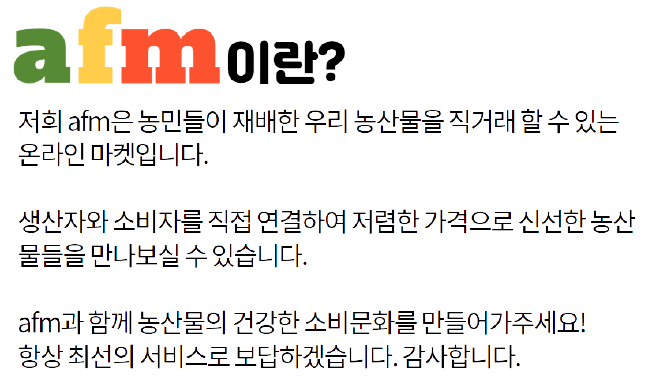 afm이란?
저희 afm은 농민들이 재배한 우리 농산물을 직거래 할 수 있는
온라인 마켓입니다.
생산자와 소비자를 직접 연결하여 저렴한 가격으로 신선한 농산
물들을 만나보실 수 있습니다.
afm과 함께 농산물의 건강한 소비문화를 만들어가주세요!
항상 최선의 서비스로 보답하겠습니다. 감사합니다.